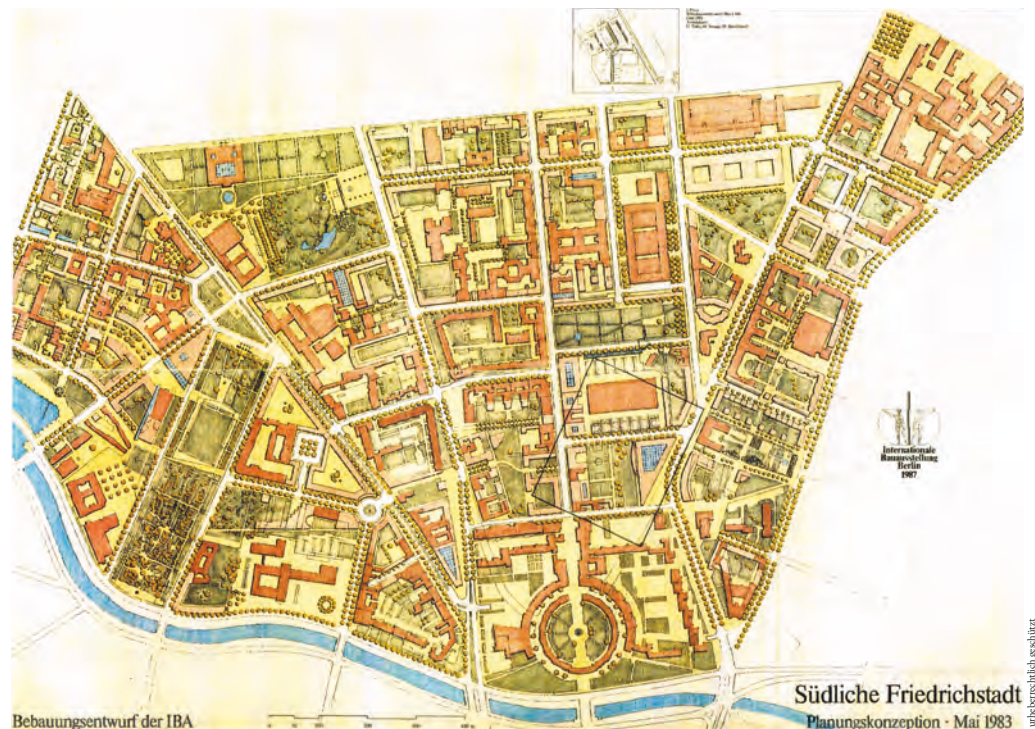 Internationale
Bauausstellung
Berlin
1987
Südliche Friedrichstadt
Planungskonzeption · Mai 1983
Bebauungsentwurf der IBA
urheberrechtlich geschützt